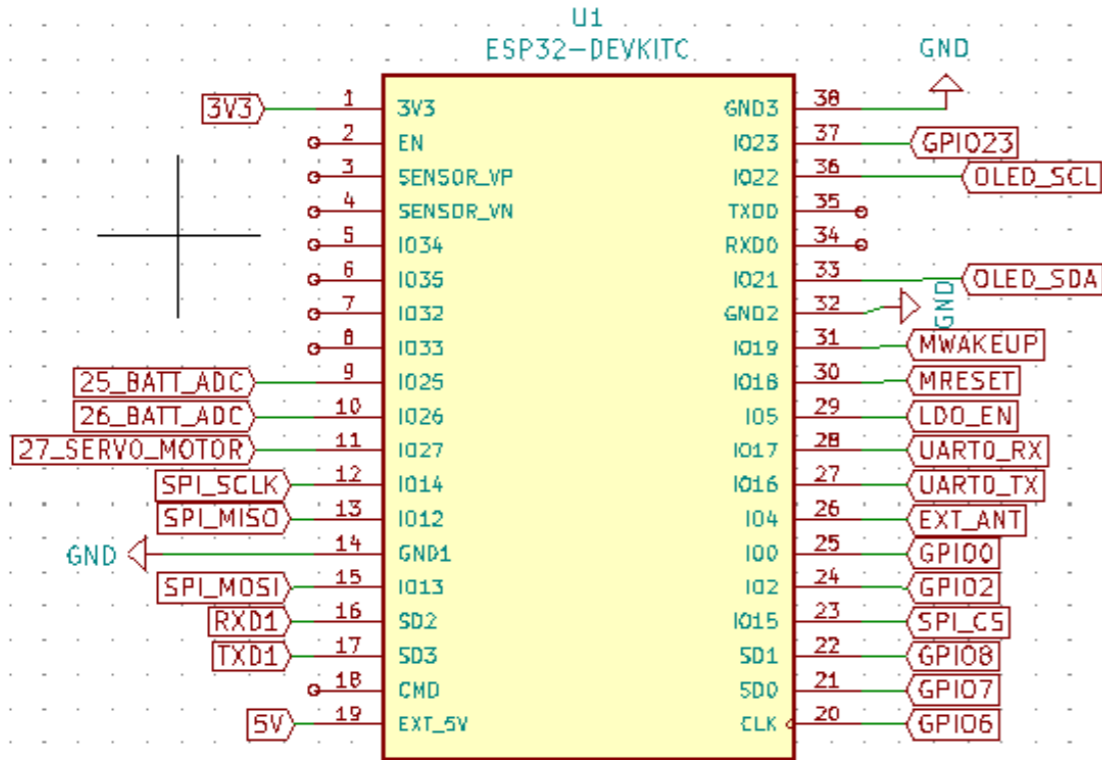 U1
ESP32-DEVKITC
GND
3V3 1 3V3 GND3 38
2 EN IO23 37 GPIO23
3 SENSOR_VP IO22 36 OLED_SCL
4 SENSOR_VN TXD0 35
5 IO34 RXD0 34
6 IO35 IO21 33 OLED_SDA
7 IO32 GND2 32 GND
8 IO33 IO19 31 MWAKEUP
25_BATT_ADC 9 IO25 IO18 30 MRESET
26_BATT_ADC 10 IO26 IO5 29 LDO_EN
27_SERVO_MOTOR 11 IO27 IO17 28 UART0_RX
SPI_SCLK 12 IO14 IO16 27 UART0_TX
SPI_MISO 13 IO12 IO4 26 EXT_ANT
GND 14 GND1 IO0 25 GPIO0
SPI_MOSI 15 IO13 IO2 24 GPIO2
RXD1 16 SD2 IO15 23 SPI_CS
TXD1 17 SD3 SD1 22 GPIO8
18 CMD SD0 21 GPIO7
5V 19 EXT_5V CLK 20 GPIO6